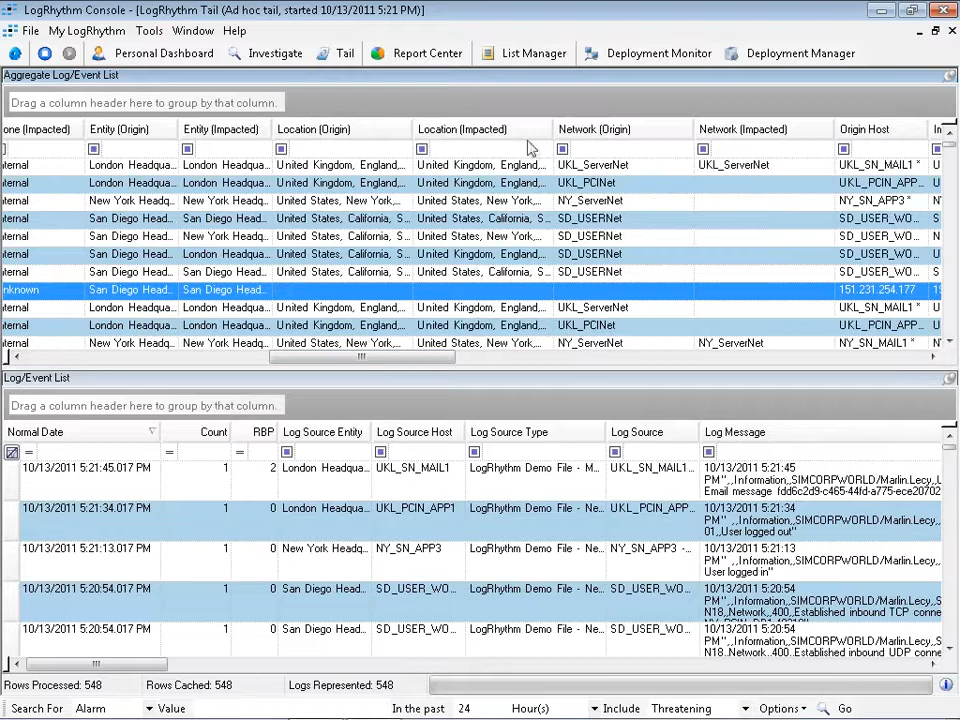 LogRhythm Console - [LogRhythm Tail (Ad hoc tail, started 10/13/2011 5:21 PM)]
File My LogRhythm Tools Window Help
Personal Dashboard Investigate Tail Report Center List Manager Deployment Monitor Deployment Manager
Aggregate Log/Event List
Drag a column header here to group by that column.
one (Impacted) Entity (Origin) Entity (Impacted) Location (Origin) Location (Impacted) Network (Origin) Network (Impacted) Origin Host
ternal London Headqua... London Headqua... United Kingdom, England,... United Kingdom, England,... UKL_ServerNet UKL_ServerNet UKL_SN_MAIL1 *
ternal London Headqua... London Headqua... United Kingdom, England,... United Kingdom, England,... UKL_PCINet UKL_PCIN_APP...
ternal New York Headq... New York Headq... United States, New York,... United States, New York,... NY_ServerNet NY_SN_APP3 *
ternal San Diego Head... San Diego Head... United States, California, S... United States, California, S... SD_USERNet SD_USER_WO...
ternal San Diego Head... New York Headq... United States, California, S... United States, New York,... SD_USERNet SD_USER_WO...
ternal San Diego Head... London Headqua... United States, California, S... United Kingdom, England,... SD_USERNet SD_USER_WO...
ternal San Diego Head... San Diego Head... United States, California, S... United States, California, S... SD_USERNet SD_USER_WO...
nknown San Diego Head... San Diego Head... 151.231.254.177
ternal London Headqua... London Headqua... United Kingdom, England,... United Kingdom, England,... UKL_ServerNet UKL_SN_MAIL1 *
ternal London Headqua... London Headqua... United Kingdom, England,... United Kingdom, England,... UKL_PCINet UKL_PCIN_APP...
ternal New York Headq... New York Headq... United States, New York,... United States, New York,... NY_ServerNet NY_ServerNet NY_SN_MAIL1 *
Log/Event List
Drag a column header here to group by that column.
Normal Date Count RBP Log Source Entity Log Source Host Log Source Type Log Source Log Message
= = =
10/13/2011 5:21:45.017 PM 1 2 London Headqua... UKL_SN_MAIL1 LogRhythm Demo File - M... UKL_SN_MAIL1... 10/13/2011 5:21:45
PM",,Information,,SIMCORPWORLD/Marlin.Lecy,,U
Email message fdd6c2d9-c465-44fd-a775-ece20702
10/13/2011 5:21:34.017 PM 1 0 London Headqua... UKL_PCIN_APP1 LogRhythm Demo File - Ne... UKL_PCIN_APP... 10/13/2011 5:21:34
PM" ,,Information,,SIMCORPWORLD/Marlin.Lecy,,U
01,,User logged out"
10/13/2011 5:21:13.017 PM 1 0 New York Headq... NY_SN_APP3 LogRhythm Demo File - Ne... NY_SN_APP3 -... 10/13/2011 5:21:13
PM",,Information,,SIMCORPWORLD/Marlin.Lecy,,N
User logged in"
10/13/2011 5:20:54.017 PM 1 0 San Diego Head... SD_USER_WO... LogRhythm Demo File - Ne... SD_USER_WO... 10/13/2011 5:20:54
PM",,Information,,SIMCORPWORLD/Marlin.Lecy,,S
N18,,Network,,400,,Established inbound TCP conne
10/13/2011 5:20:54.017 PM 1 0 San Diego Head... SD_USER_WO... LogRhythm Demo File - Ne... SD_USER_WO... 10/13/2011 5:20:54
PM",,Information,,SIMCORPWORLD/Marlin.Lecy,,S
N18,,Network,,400,,Established inbound UDP conne
Rows Processed: 548 Rows Cached: 548 Logs Represented: 548
Search For Alarm Value In the past 24 Hour(s) Include Threatening Options Go